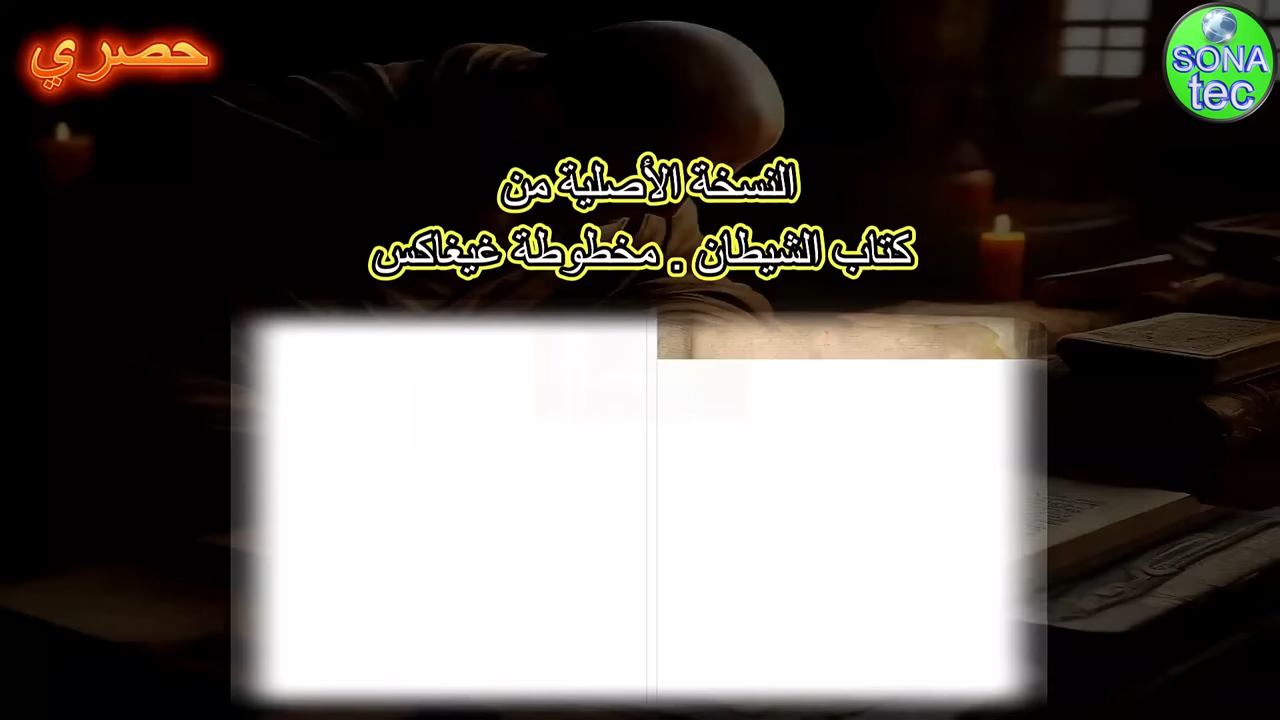 حصري
SONA
tec
النسخة الأصلية من
كتاب الشيطان . مخطوطة غيغاكس